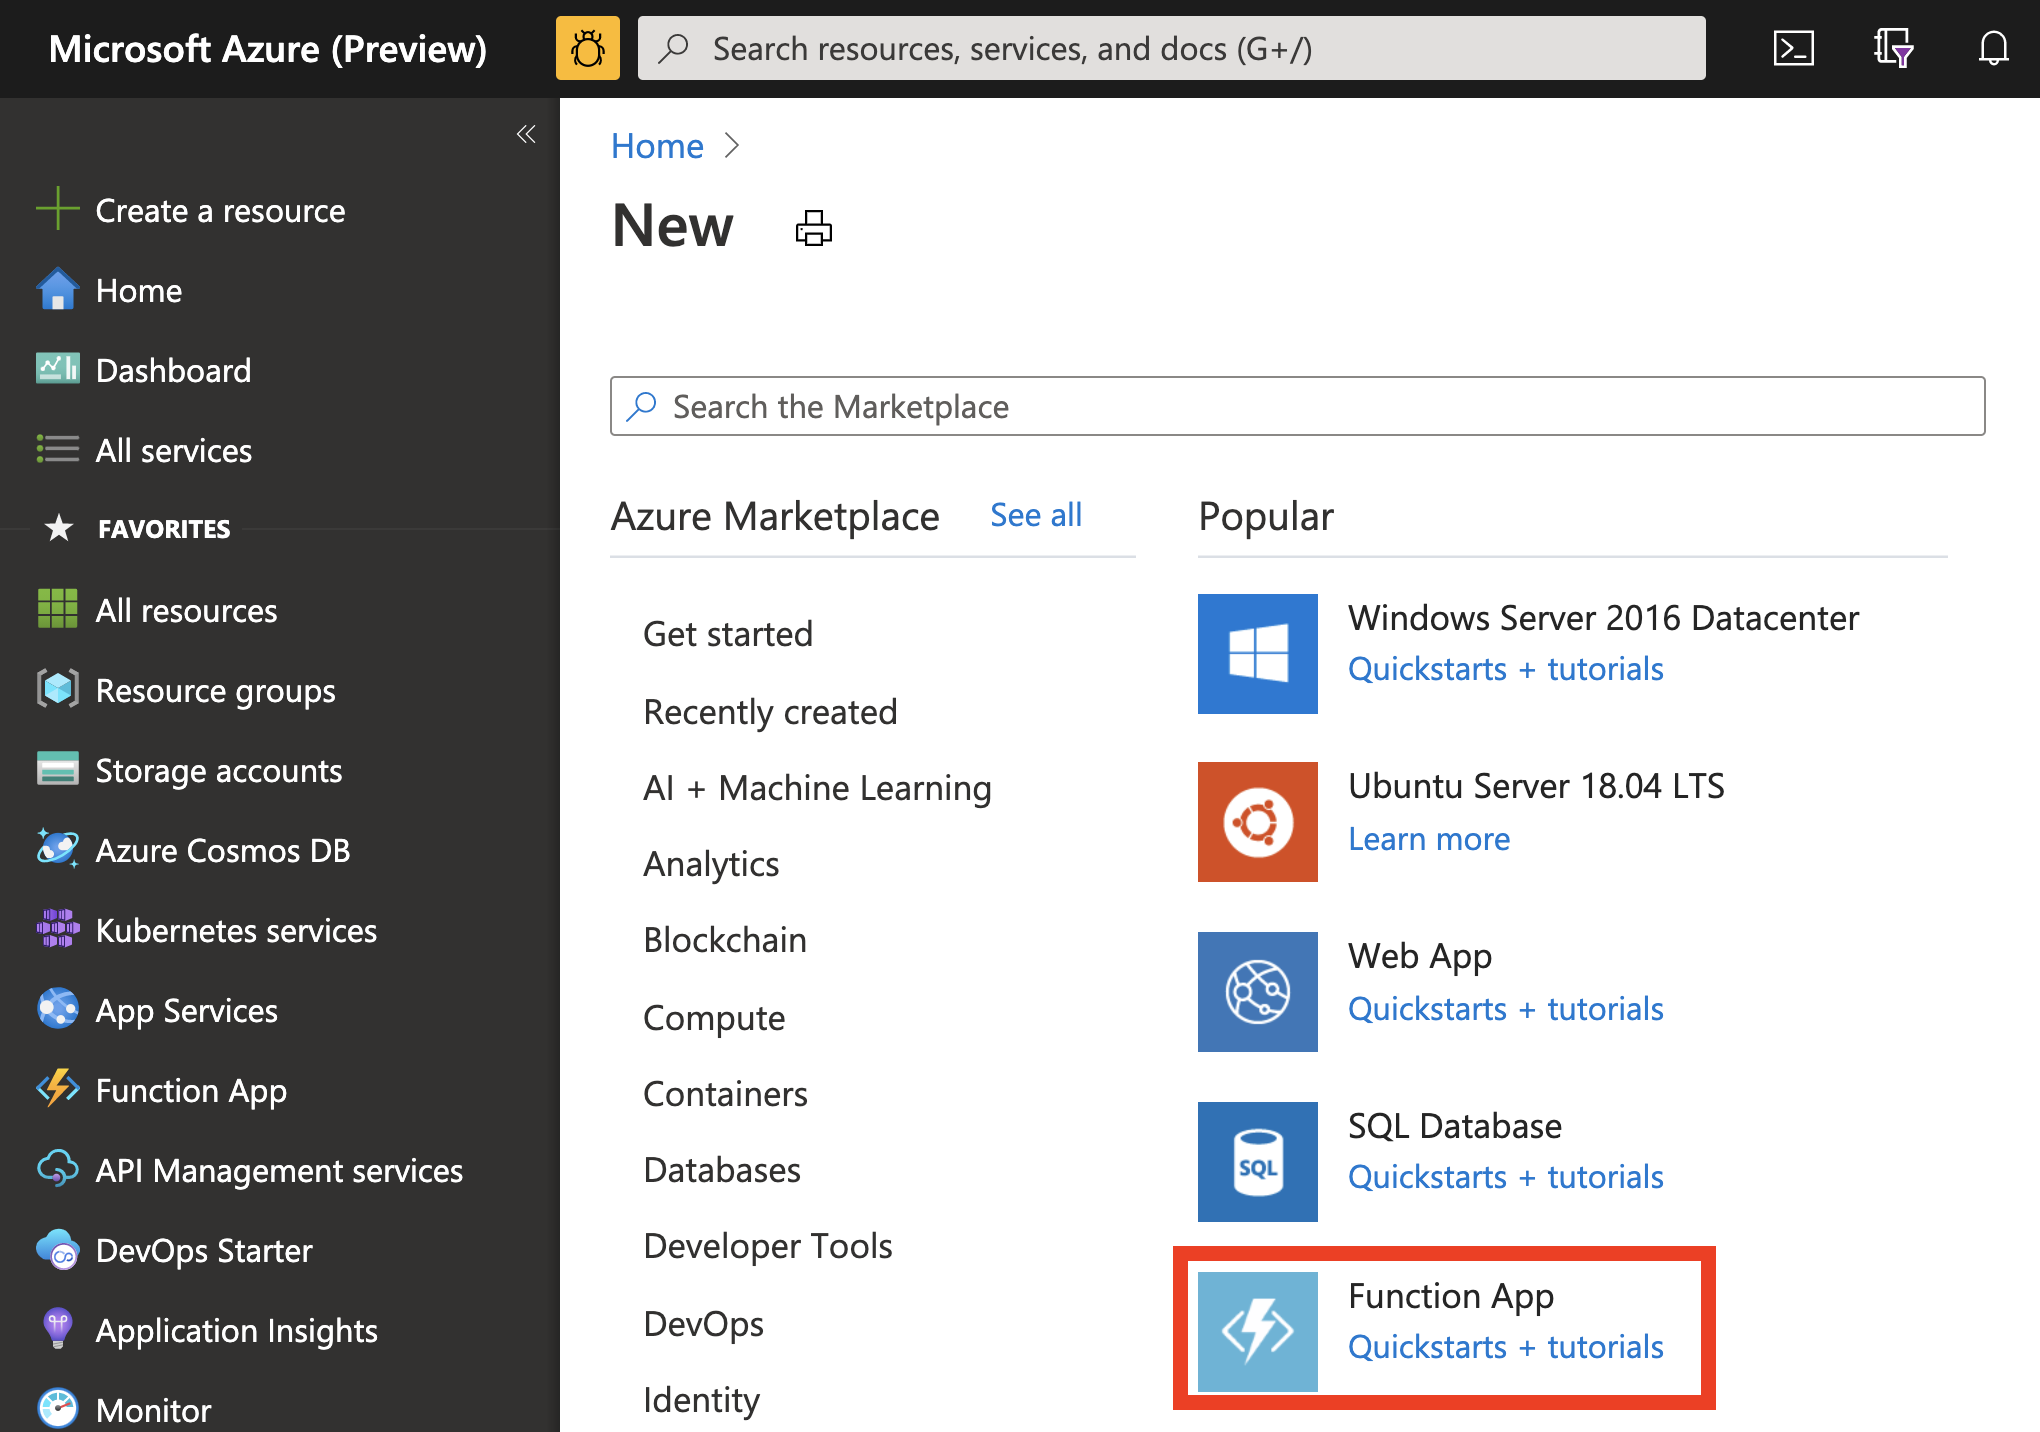 Microsoft Azure (Preview)
Search resources, services, and docs (G+/)
Create a resource
Home
Dashboard
All services
FAVORITES
All resources
Resource groups
Storage accounts
Azure Cosmos DB
Kubernetes services
App Services
Function App
API Management services
DevOps Starter
Application Insights
Monitor
Home
New
Search the Marketplace
Azure Marketplace See all
Get started
Recently created
AI + Machine Learning
Analytics
Blockchain
Compute
Containers
Databases
Developer Tools
DevOps
Identity
Popular
Windows Server 2016 Datacenter
Quickstarts + tutorials
Ubuntu Server 18.04 LTS
Learn more
Web App
Quickstarts + tutorials
SQL
SQL Database
Quickstarts + tutorials
Function App
Quickstarts + tutorials